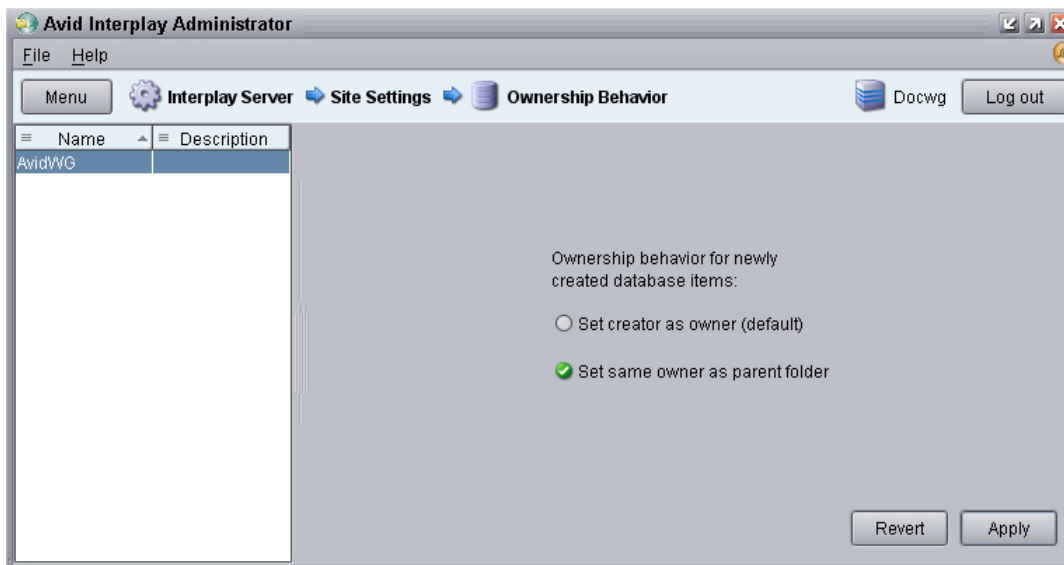 Avid Interplay Administrator
File Help
Menu Interplay Server Site Settings Ownership Behavior Docwg Log out
Name Description
AvidWG
Ownership behavior for newly
created database items:
Set creator as owner (default)
Set same owner as parent folder
Revert Apply